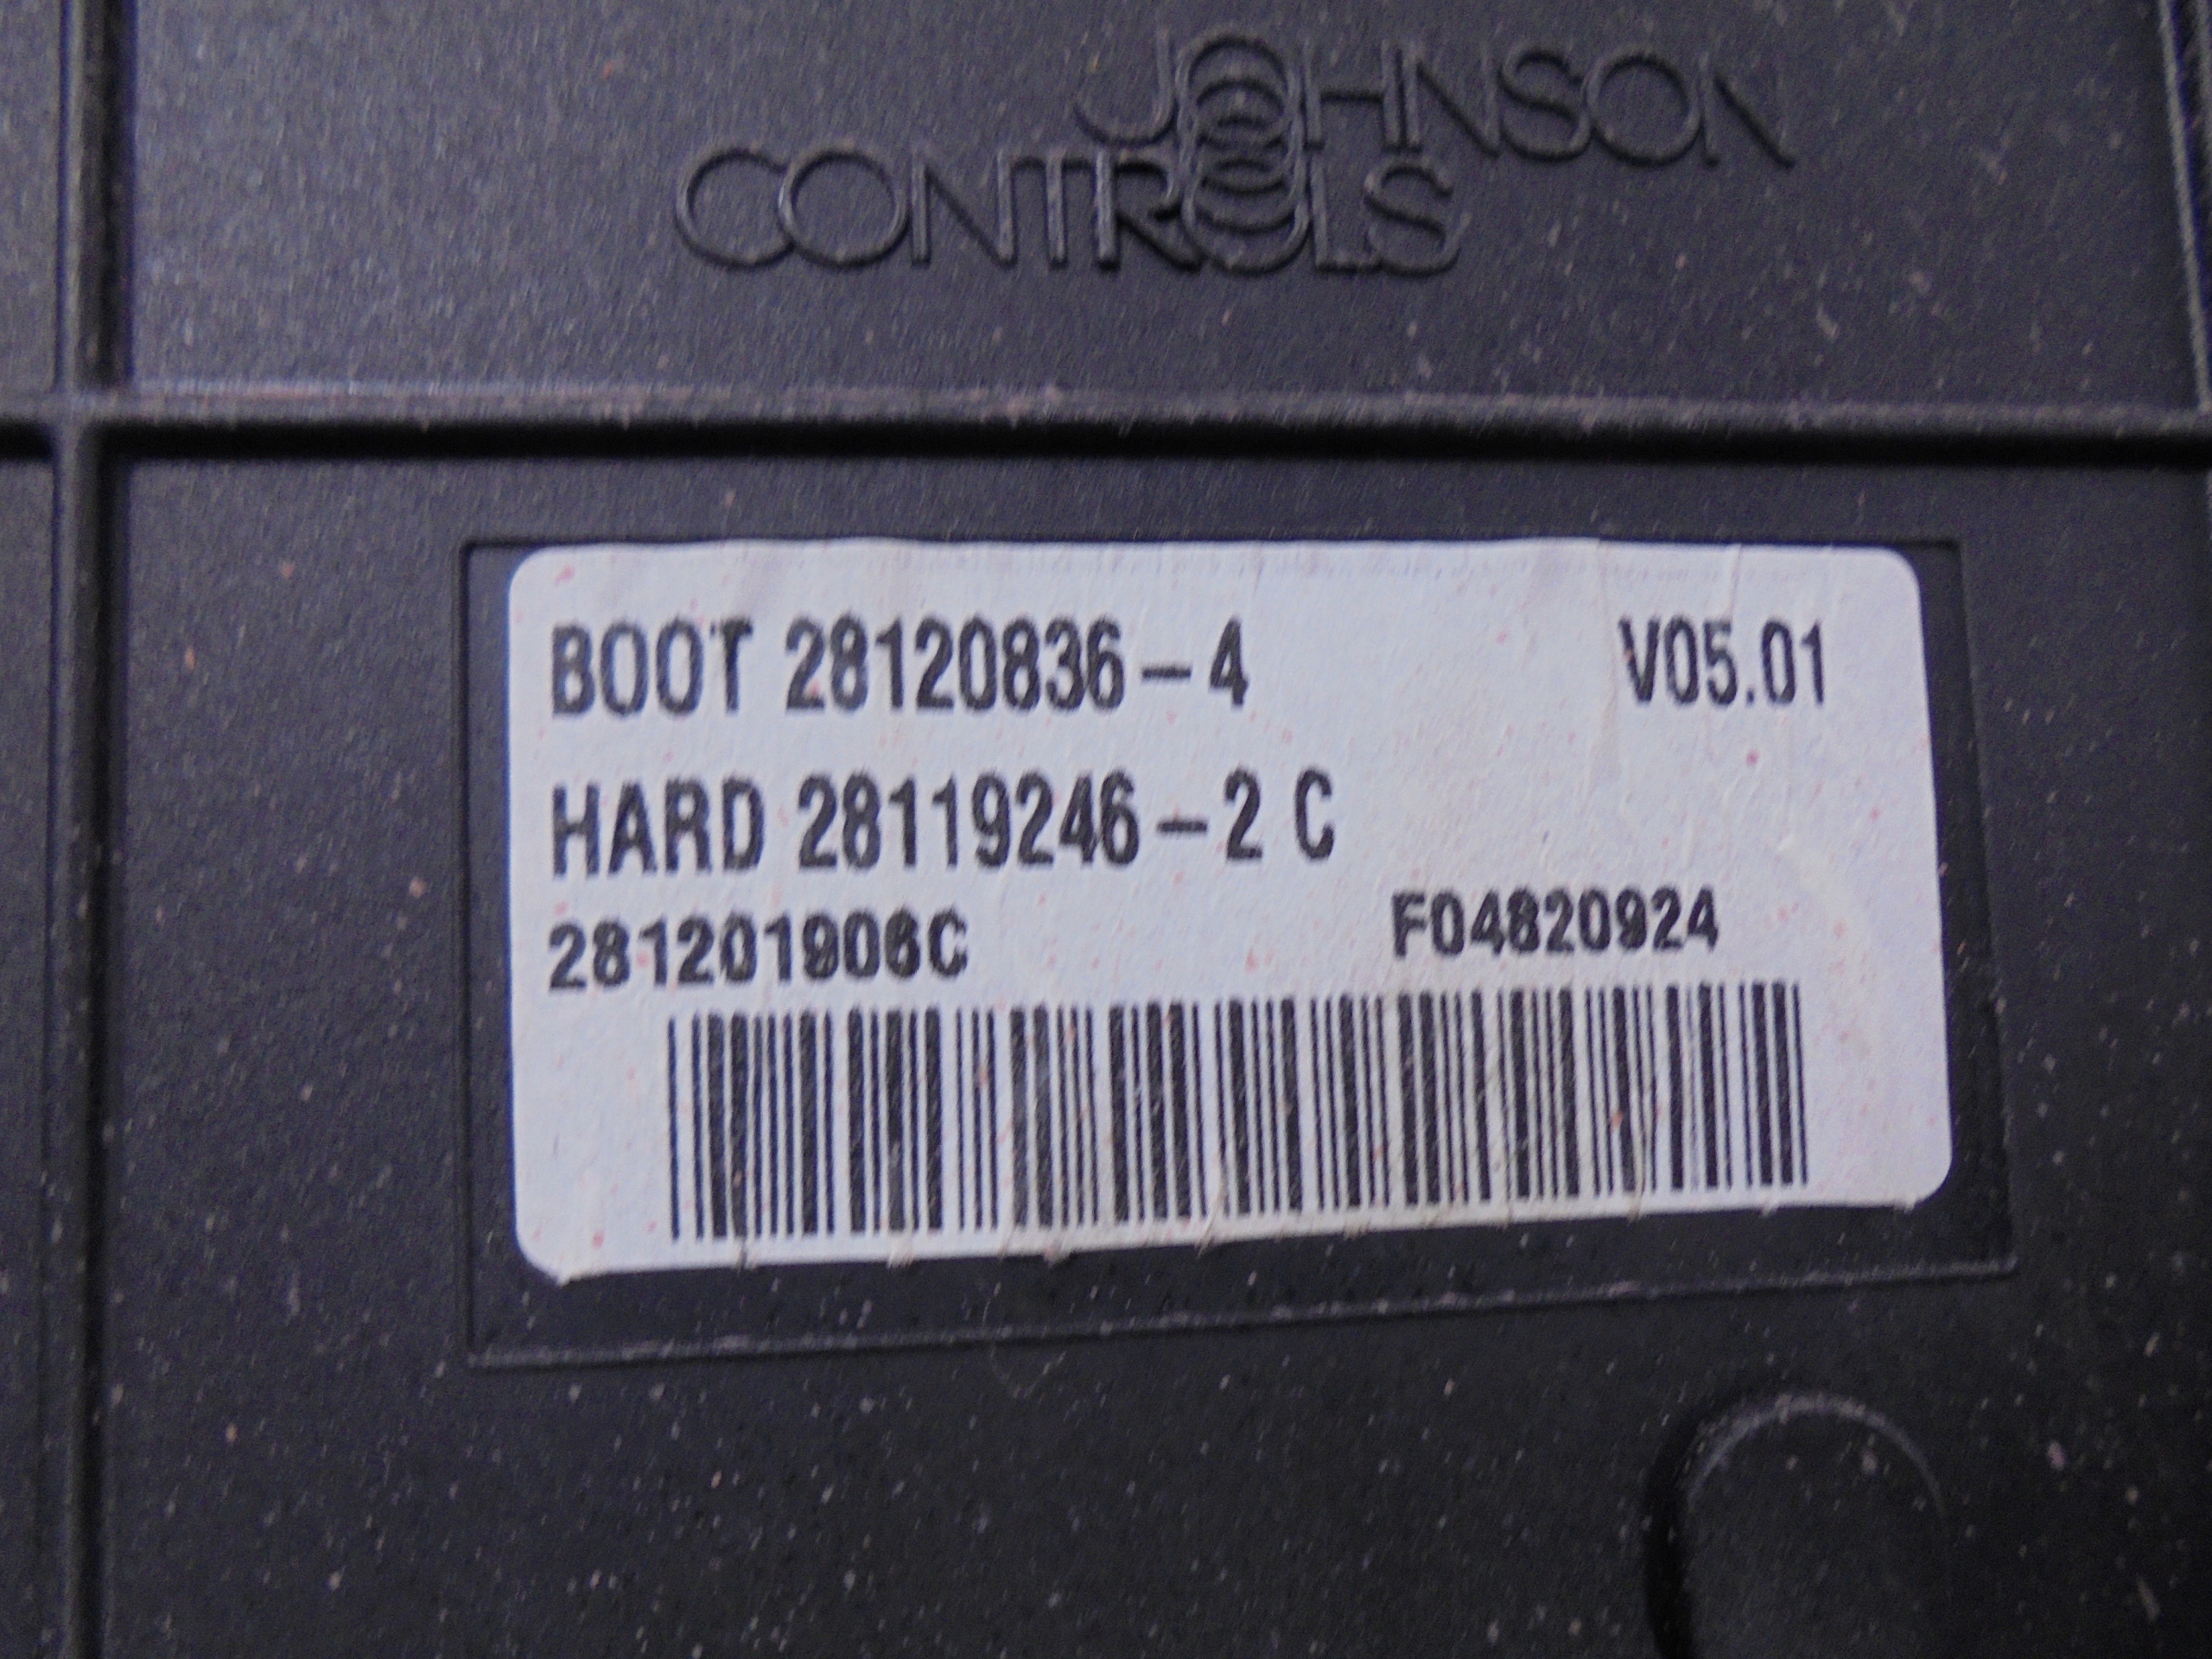 JOHNSON
CONTROLS
BOOT 28120836-4 V05.01
HARD 28119246-2 C
281201906C F04820924